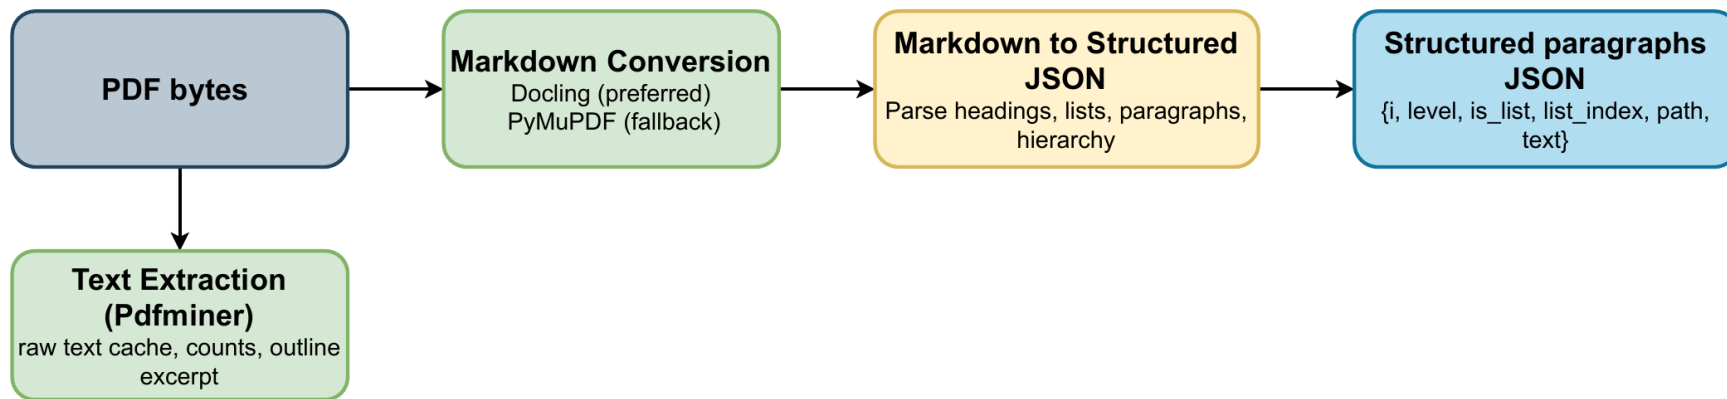 PDF bytes
Markdown Conversion
Docling (preferred)
PyMuPDF (fallback)
Markdown to Structured
JSON
Parse headings, lists, paragraphs,
hierarchy
Structured paragraphs
JSON
{i, level, is_list, list_index, path,
text}
Text Extraction
(Pdfminer)
raw text cache, counts, outline
excerpt